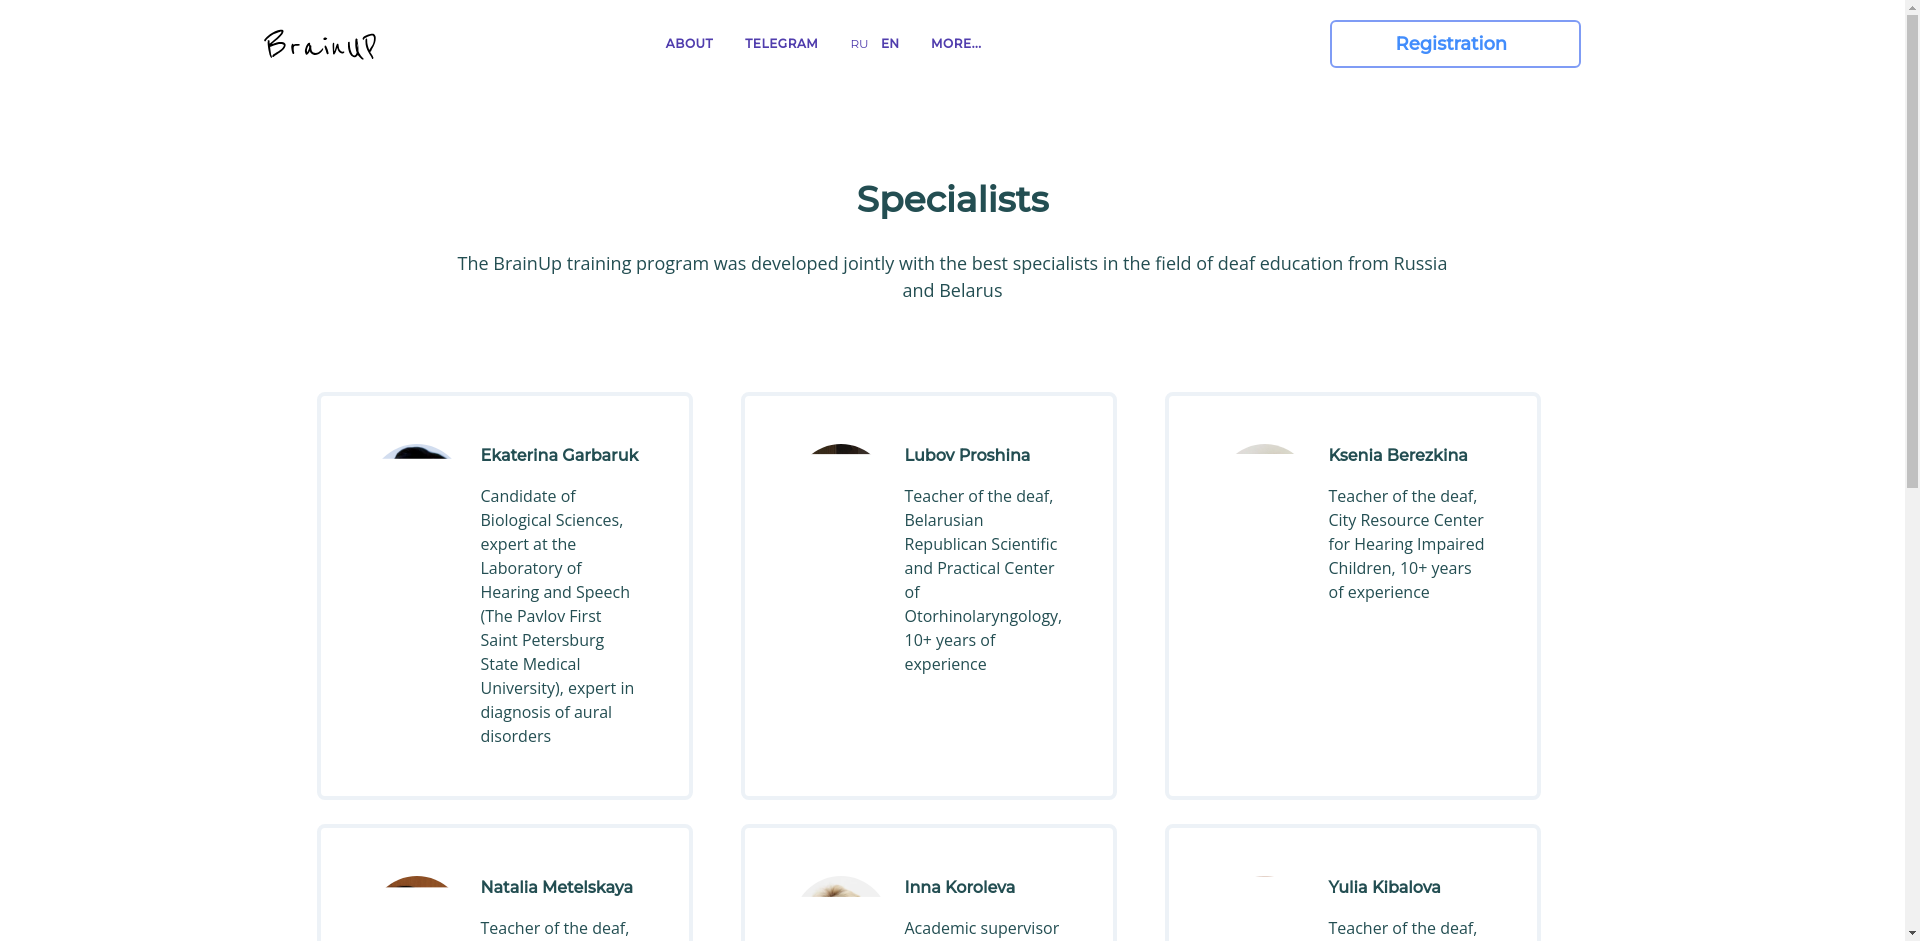 BrainUP
ABOUT
TELEGRAM
RU
EN
MORE...
Registration
Specialists
The BrainUp training program was developed jointly with the best specialists in the field of deaf education from Russia
and Belarus
Ekaterina Garbaruk
Candidate of
Biological Sciences,
expert at the
Laboratory of
Hearing and Speech
(The Pavlov First
Saint Petersburg
State Medical
University), expert in
diagnosis of aural
disorders
Lubov Proshina
Teacher of the deaf,
Belarusian
Republican Scientific
and Practical Center
of
Otorhinolaryngology,
10+ years of
experience
Ksenia Berezkina
Teacher of the deaf,
City Resource Center
for Hearing Impaired
Children, 10+ years
of experience
Natalia Metelskaya
Teacher of the deaf,
Inna Koroleva
Academic supervisor
Yulia Kibalova
Teacher of the deaf,